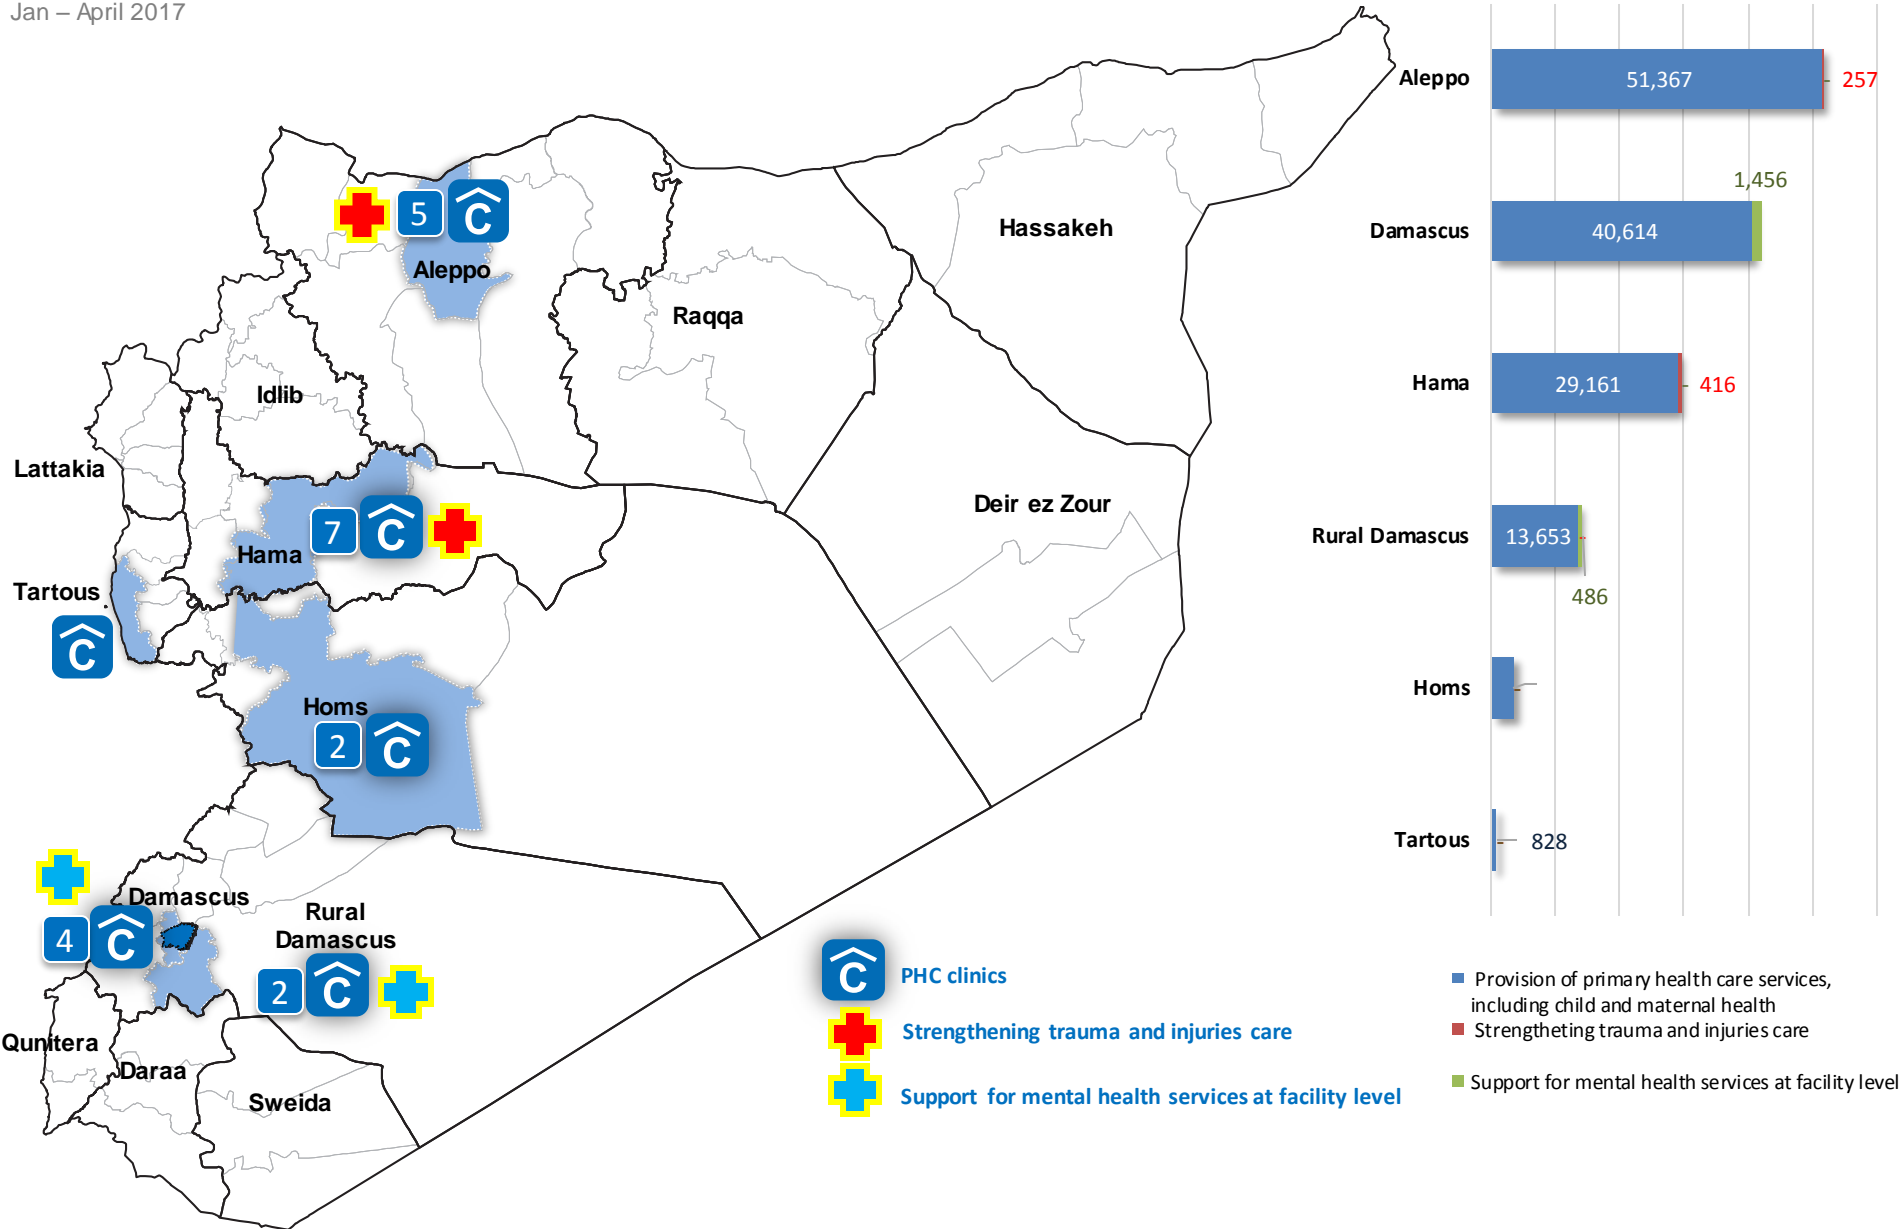 Jan – April 2017
Aleppo
51,367
257
1,456
Damascus
40,614
Hama
29,161
416
Rural Damascus
13,653
486
Homs
Tartous
828
5
C
Aleppo
Hassakeh
Raqqa
Idlib
Lattakia
Deir ez Zour
7
C
Hama
Tartous
C
Homs
2
C
Damascus
4
C
Rural
Damascus
2
C
Qunitera
Daraa
Sweida
C
PHC clinics
Strengthening trauma and injuries care
Support for mental health services at facility level
Provision of primary health care services,
including child and maternal health
Strengtheting trauma and injuries care
Support for mental health services at facility level